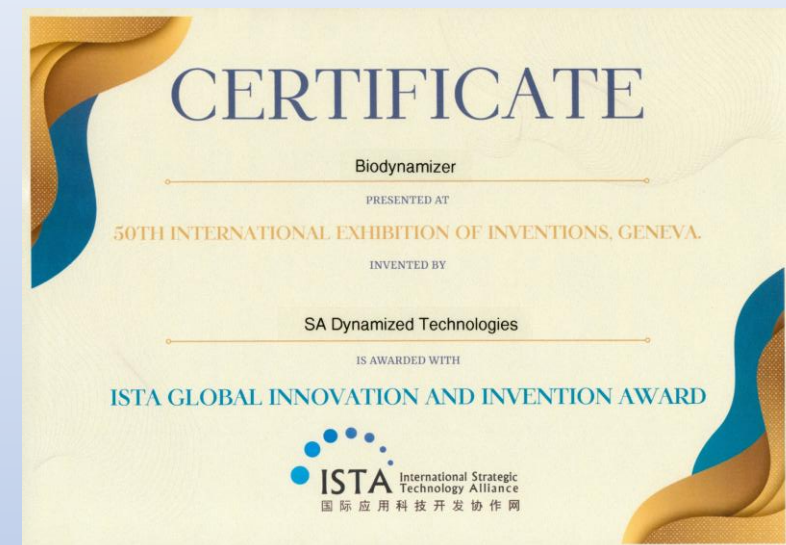 CERTIFICATE
Biodynamizer
PRESENTED AT
50TH INTERNATIONAL EXHIBITION OF INVENTIONS, GENEVA.
INVENTED BY
SA Dynamized Technologies
IS AWARDED WITH
ISTA GLOBAL INNOVATION AND INVENTION AWARD
ISTA International Strategic
Technology Alliance
国际应用科技开发协作网